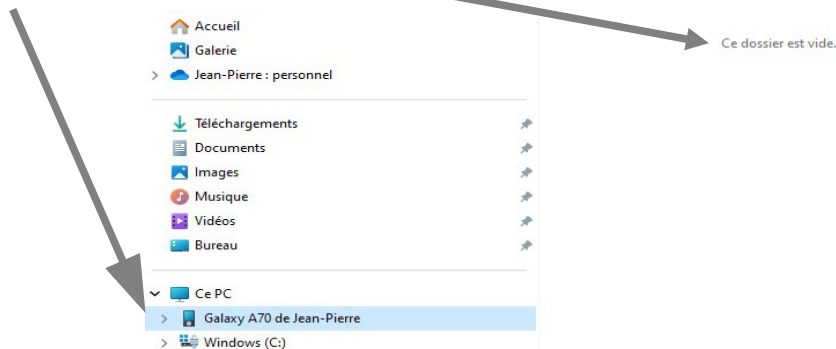 Accueil
Galerie
Jean-Pierre : personnel
Téléchargements
Documents
Images
Musique
Vidéos
Bureau
Ce PC
Galaxy A70 de Jean-Pierre
Windows (C:)
Ce dossier est vide.